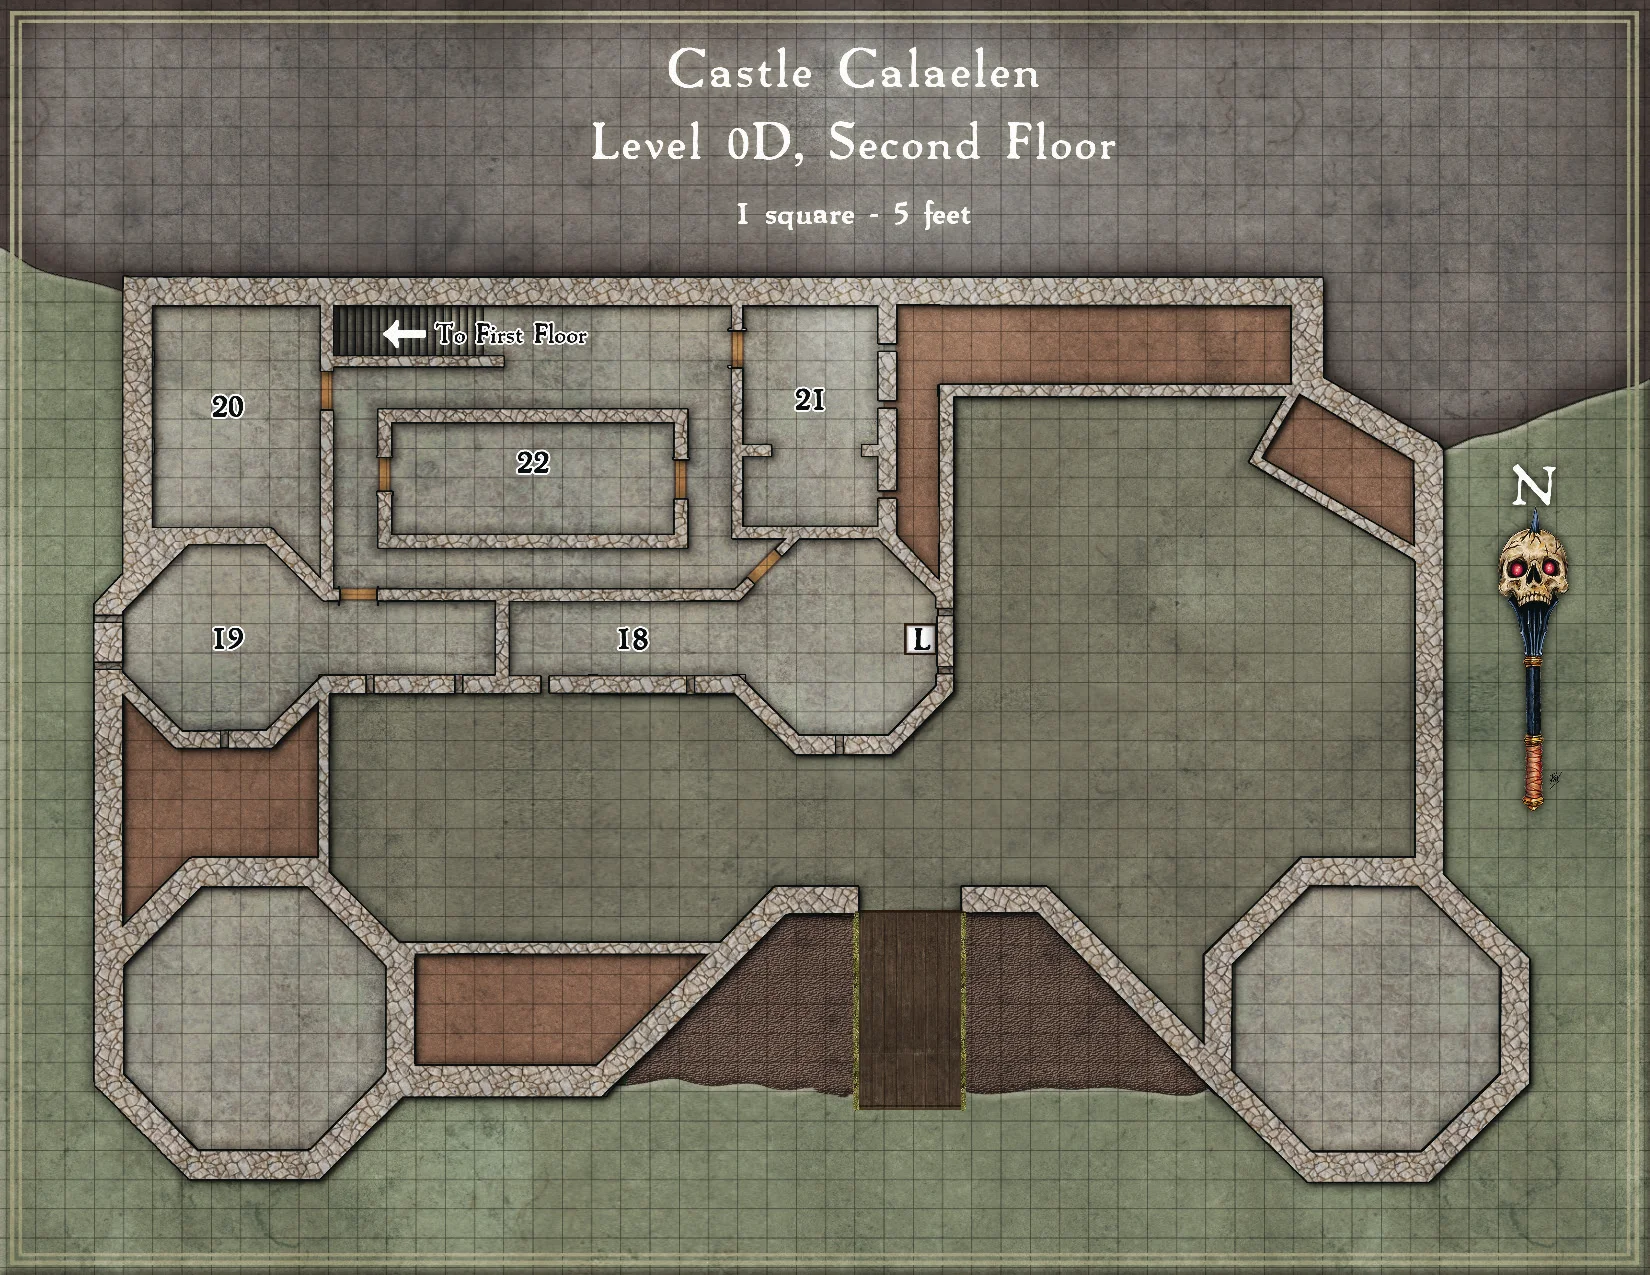 Castle Calaelen
Level 0D, Second Floor
1 square - 5 feet
To First Floor
20
21
22
N
19
18
L